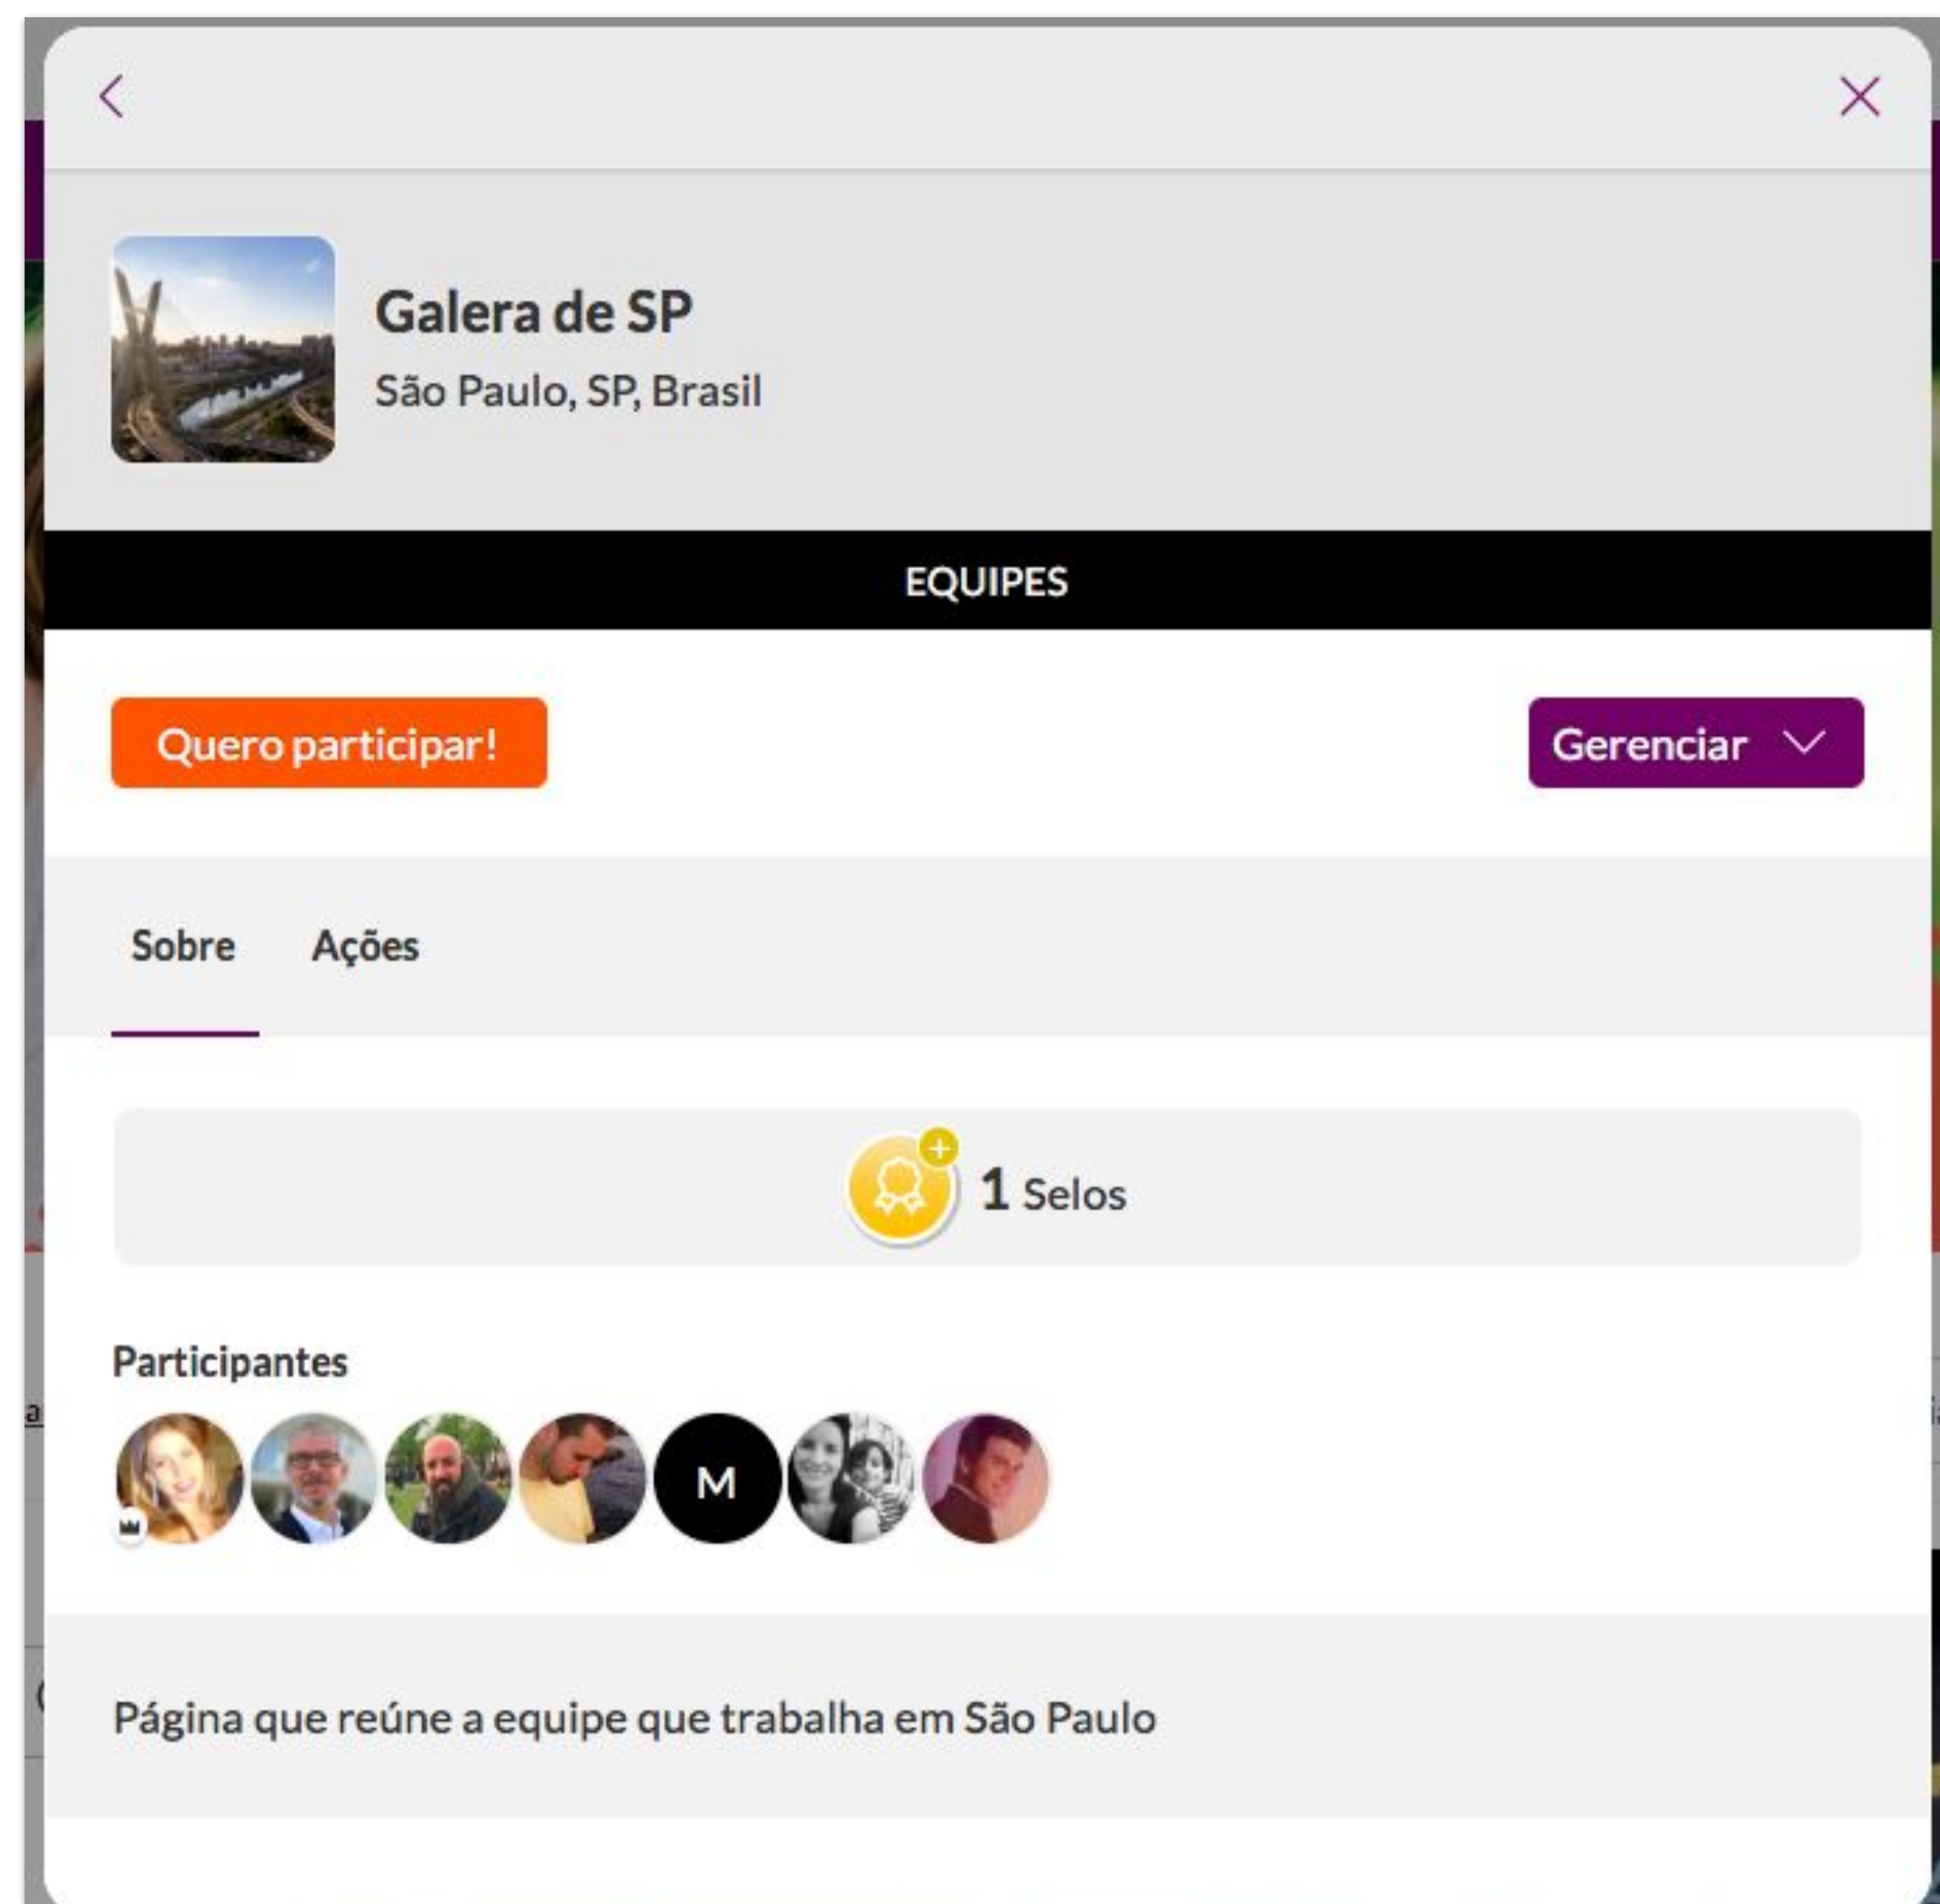 Galera de SP
São Paulo, SP, Brasil
EQUIPES
Quero participar!
Gerenciar
Sobre Ações
1 Selos
Participantes
M
Página que reúne a equipe que trabalha em São Paulo